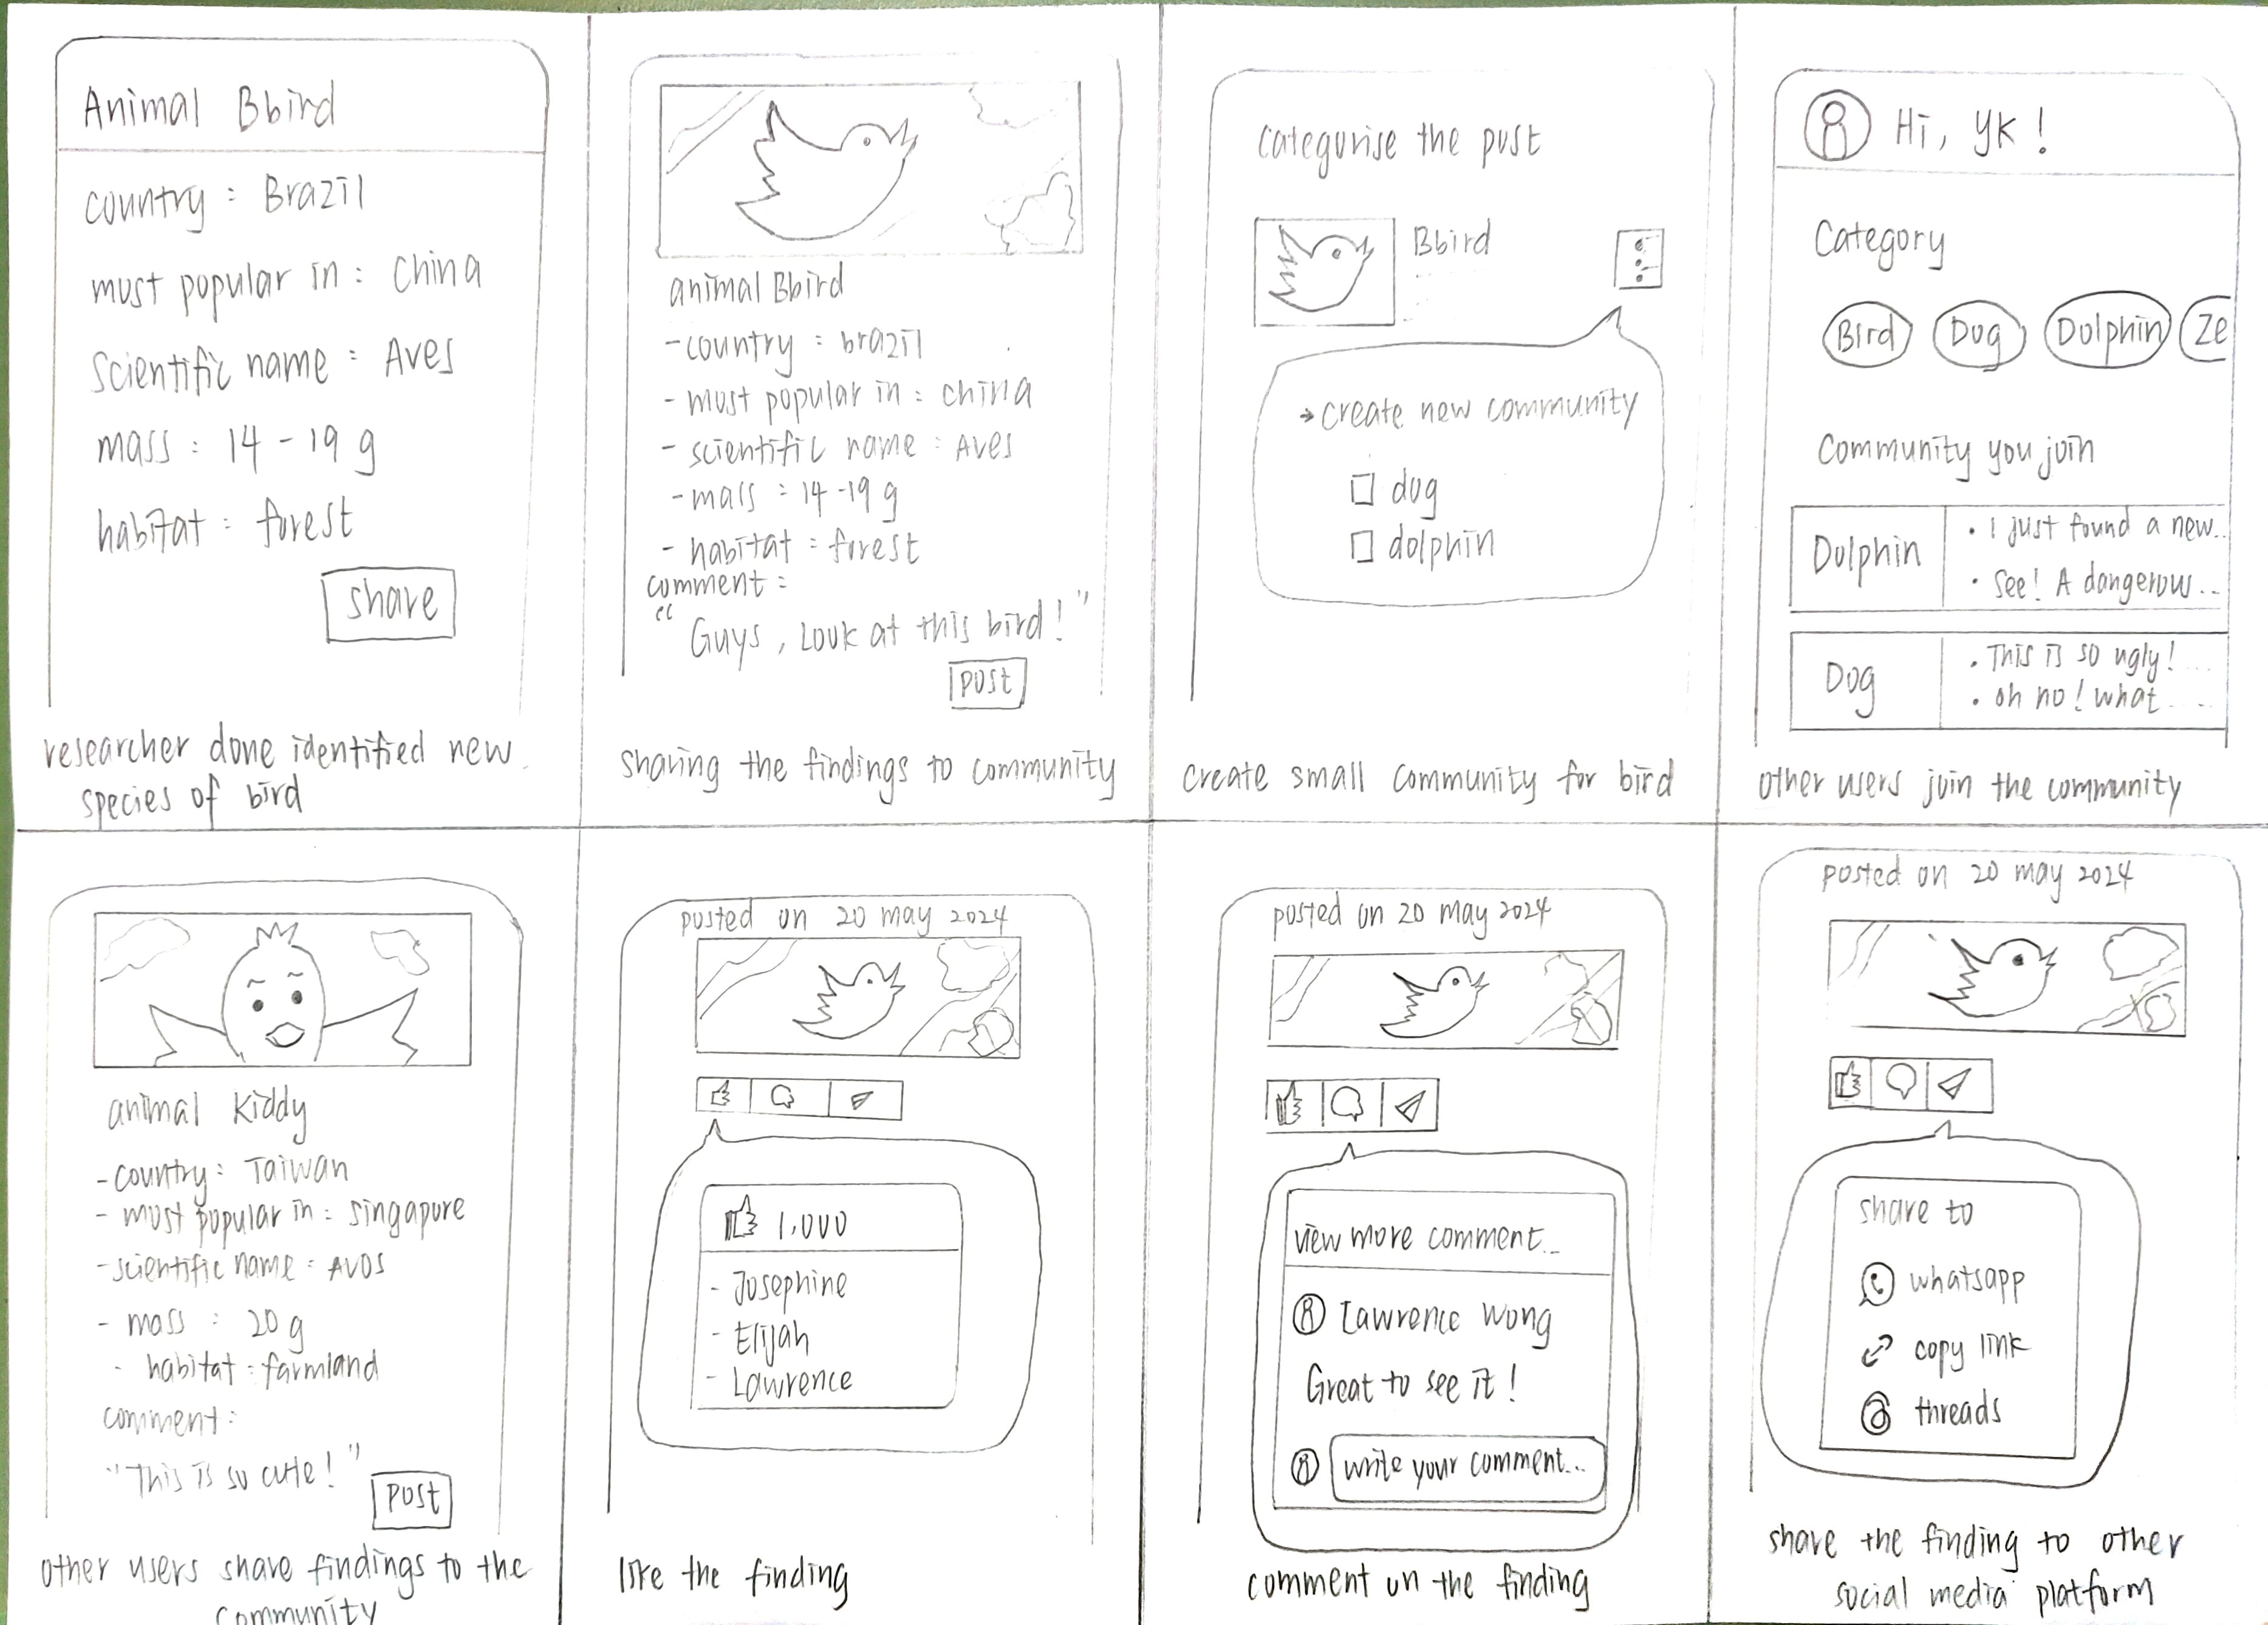 Animal Bbird
country : Brazil
most popular in : China
Scientific name : Aves
mass : 14 - 19 g
habitat : forest
share
researcher done identified new
species of bird
animal Bbird
- country : brazil
- most popular in : china
- scientific name : Aves
- mass : 14 - 19 g
- habitat : forest
comment :
" Guys, Look at this bird! "
post
sharing the findings to community
categorise the post
Bbird
→ create new community
dog
dolphin
create small community for bird
Hi, YK !
Category
Bird Dog Dolphin Ze
Community you join
Dolphin
• I just found a new..
• See! A dangerous...
Dog
• This is so ugly! ...
• oh no! what ....
other users join the community
animal kiddy
- country : Taiwan
- most popular in : Singapore
- scientific name : Avos
- mass : 20 g
- habitat : farmland
comment :
" This is so cute! "
post
other users share findings to the
community
posted on 20 may 2024
1,000
- Josephine
- Elijah
- Lawrence
like the finding
posted on 20 may 2024
view more comment...
Lawrence Wong
Great to see it !
write your comment...
comment on the finding
posted on 20 may 2024
share to
whatsapp
copy link
threads
share the finding to other
social media platform